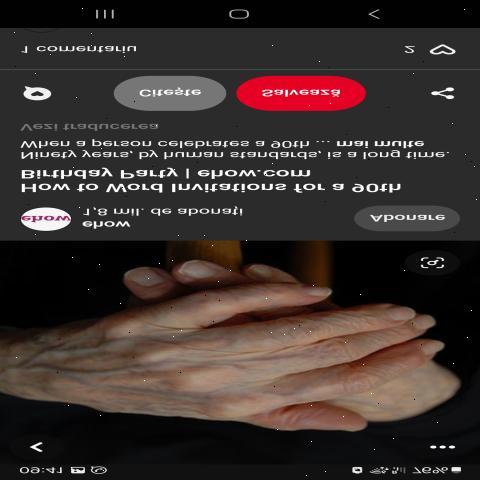 09:41
76%
ehow
ehow
1,8 mil. de abonați
Abonare
How to Word Invitations for a 90th
Birthday Party | ehow.com
Ninety years, by human standards, is a long time.
When a person celebrates a 90th ... mai multe
Vezi traducerea
Citește
Salvează
1 comentariu
2